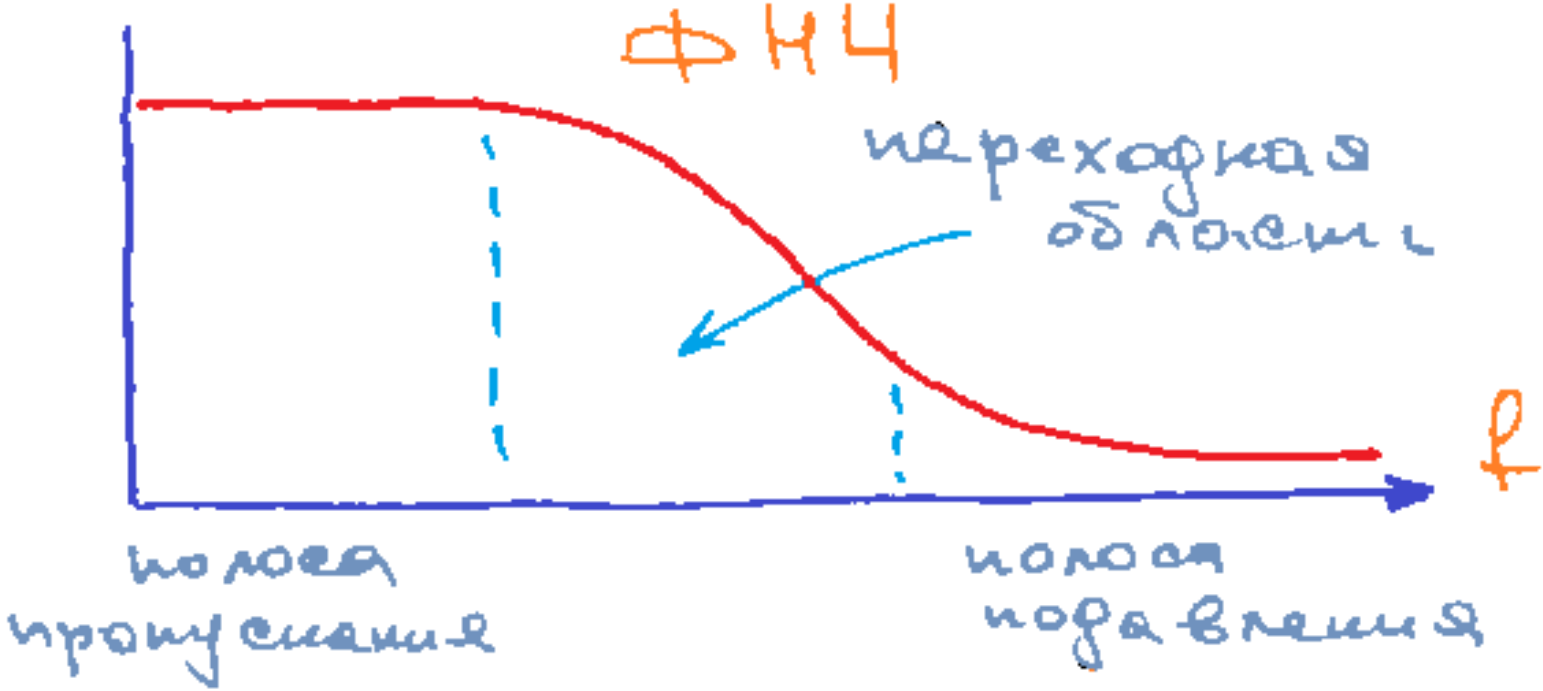 ФНЧ
переходная
область
f
полоса
пропускания
полоса
подавления